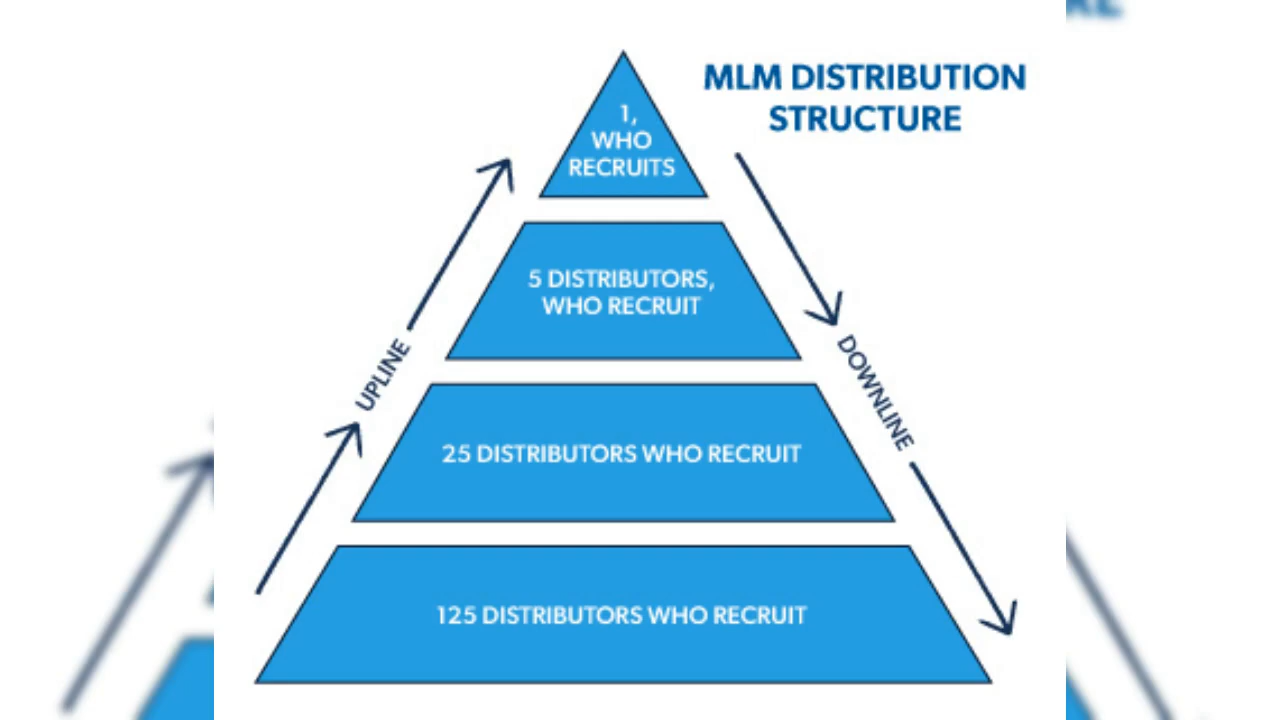 MLM DISTRIBUTION
STRUCTURE
1,
WHO
RECRUITS
5 DISTRIBUTORS,
WHO RECRUIT
UPLINE
DOWNLINE
25 DISTRIBUTORS WHO RECRUIT
125 DISTRIBUTORS WHO RECRUIT